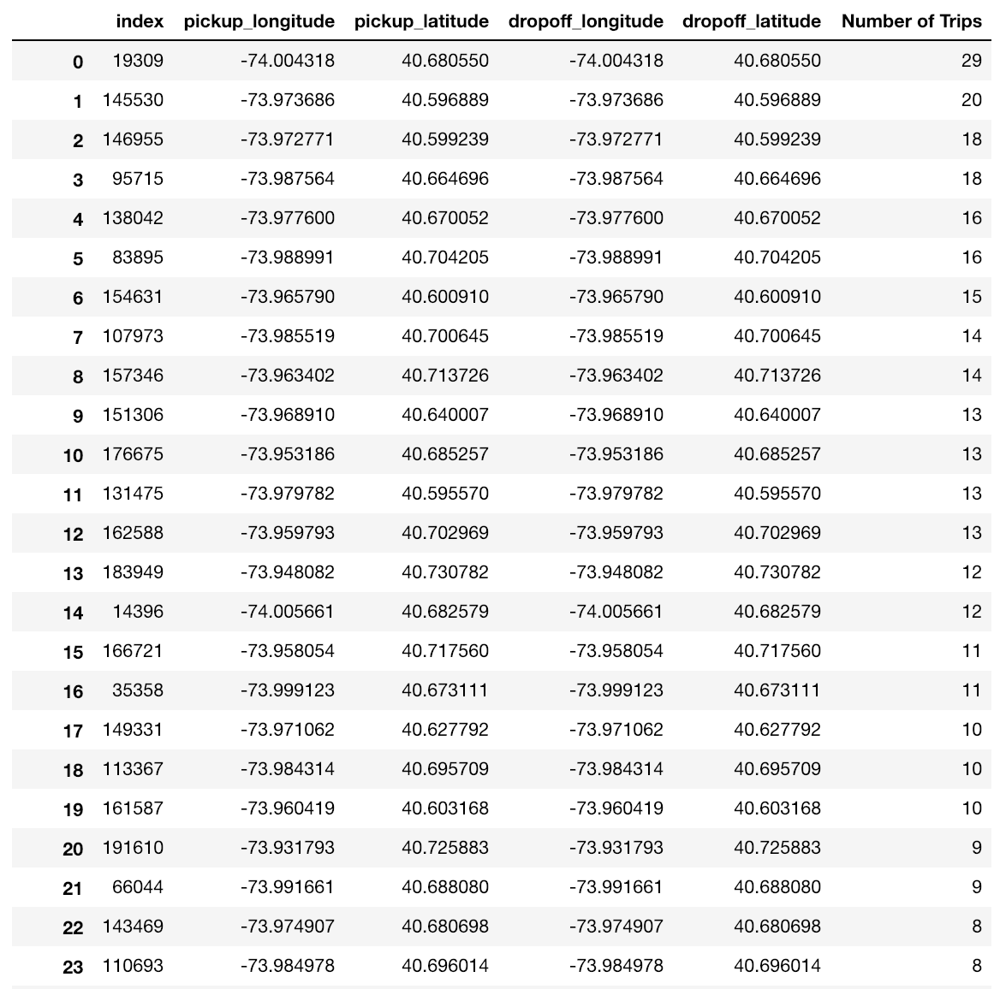 index pickup_longitude pickup_latitude dropoff_longitude dropoff_latitude Number of Trips
0 19309 -74.004318 40.680550 -74.004318 40.680550 29
1 145530 -73.973686 40.596889 -73.973686 40.596889 20
2 146955 -73.972771 40.599239 -73.972771 40.599239 18
3 95715 -73.987564 40.664696 -73.987564 40.664696 18
4 138042 -73.977600 40.670052 -73.977600 40.670052 16
5 83895 -73.988991 40.704205 -73.988991 40.704205 16
6 154631 -73.965790 40.600910 -73.965790 40.600910 15
7 107973 -73.985519 40.700645 -73.985519 40.700645 14
8 157346 -73.963402 40.713726 -73.963402 40.713726 14
9 151306 -73.968910 40.640007 -73.968910 40.640007 13
10 176675 -73.953186 40.685257 -73.953186 40.685257 13
11 131475 -73.979782 40.595570 -73.979782 40.595570 13
12 162588 -73.959793 40.702969 -73.959793 40.702969 13
13 183949 -73.948082 40.730782 -73.948082 40.730782 12
14 14396 -74.005661 40.682579 -74.005661 40.682579 12
15 166721 -73.958054 40.717560 -73.958054 40.717560 11
16 35358 -73.999123 40.673111 -73.999123 40.673111 11
17 149331 -73.971062 40.627792 -73.971062 40.627792 10
18 113367 -73.984314 40.695709 -73.984314 40.695709 10
19 161587 -73.960419 40.603168 -73.960419 40.603168 10
20 191610 -73.931793 40.725883 -73.931793 40.725883 9
21 66044 -73.991661 40.688080 -73.991661 40.688080 9
22 143469 -73.974907 40.680698 -73.974907 40.680698 8
23 110693 -73.984978 40.696014 -73.984978 40.696014 8